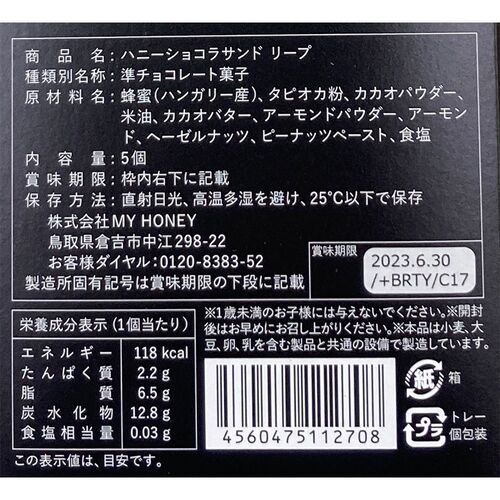 商品名：ハニーショコラサンド リープ
種類別名称：準チョコレート菓子
原材料名：蜂蜜(ハンガリー産)、タピオカ粉、カカオパウダー、
米油、カカオバター、アーモンドパウダー、アーモン
ド、ヘーゼルナッツ、ピーナッツペースト、食塩
内容量：5個
賞味期限：枠内右下に記載
保存方法：直射日光、高温多湿を避け、25℃以下で保存
株式会社MY HONEY
鳥取県倉吉市中江298-22
お客様ダイヤル：0120-8383-52
製造所固有記号は賞味期限の下段に記載
賞味期限
2023.6.30
/+BRTY/C17
※1歳未満のお子様には与えないでください。※開封
後はお早めにお召し上がりください。※本品は小麦、大
豆、卵、乳を含む製品と共通の設備で製造しています。
栄養成分表示(1個当たり)
エネルギー 118 kcal
たんぱく質 2.2 g
脂質 6.5 g
炭水化物 12.8 g
食塩相当量 0.03 g
この表示値は、目安です。
4560475112708
紙 箱
プラ トレー
個包装